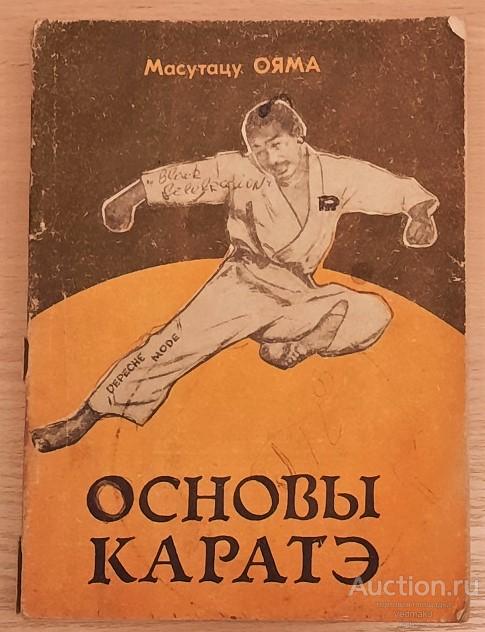 Масутацу ОЯМА
"Black
"DEPECHE MODE"
ОСНОВЫ
КАРАТЭ
Auction.ru